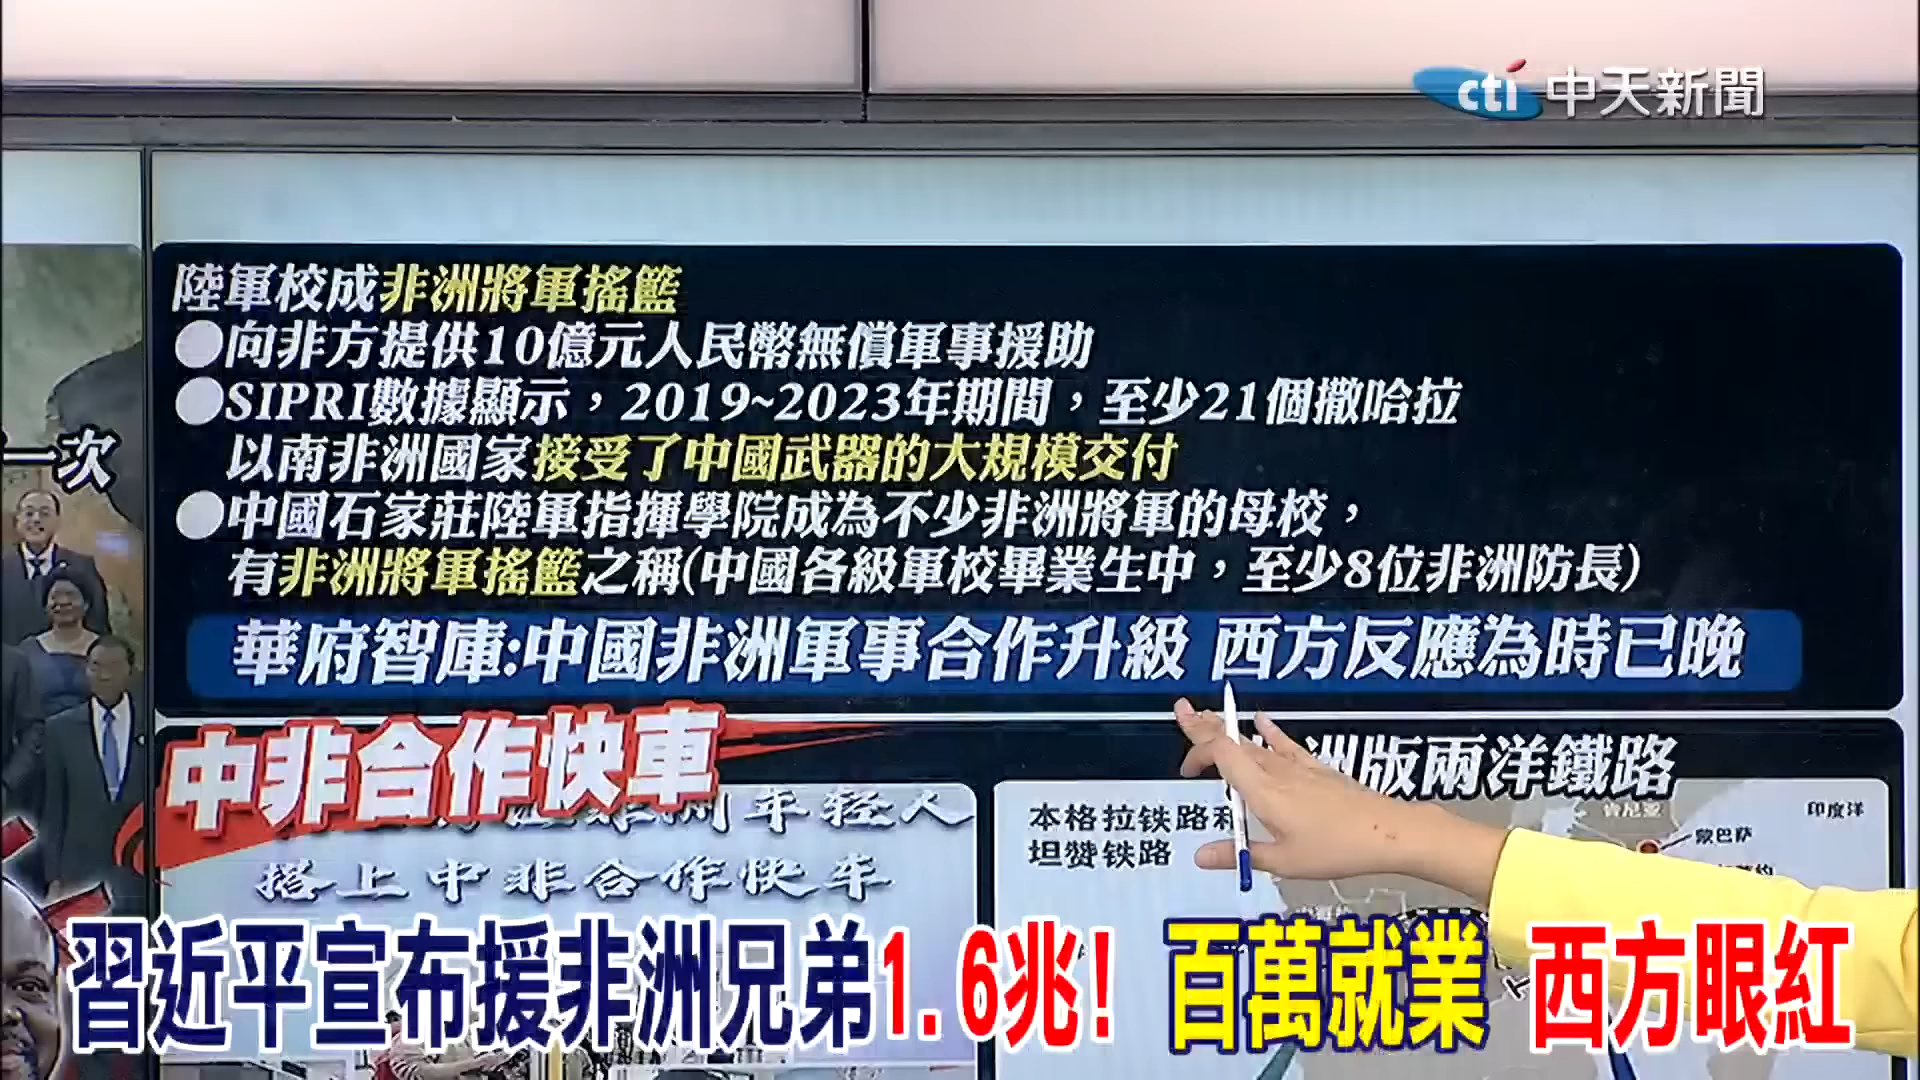 cti 中天新聞
陸軍校成非洲將軍搖籃
●向非方提供10億元人民幣無償軍事援助
●SIPRI數據顯示，2019~2023年期間，至少21個撒哈拉
以南非洲國家接受了中國武器的大規模交付
●中國石家莊陸軍指揮學院成為不少非洲將軍的母校，
有非洲將軍搖籃之稱(中國各級軍校畢業生中，至少8位非洲防長)
華府智庫:中國非洲軍事合作升級 西方反應為時已晚
一次
中非合作快車
非洲年轻人
搭上中非合作快车
洲版兩洋鐵路
本格拉铁路和
坦赞铁路
肯尼亚
印度洋
蒙巴萨
習近平宣布援非洲兄弟1.6兆! 百萬就業 西方眼紅